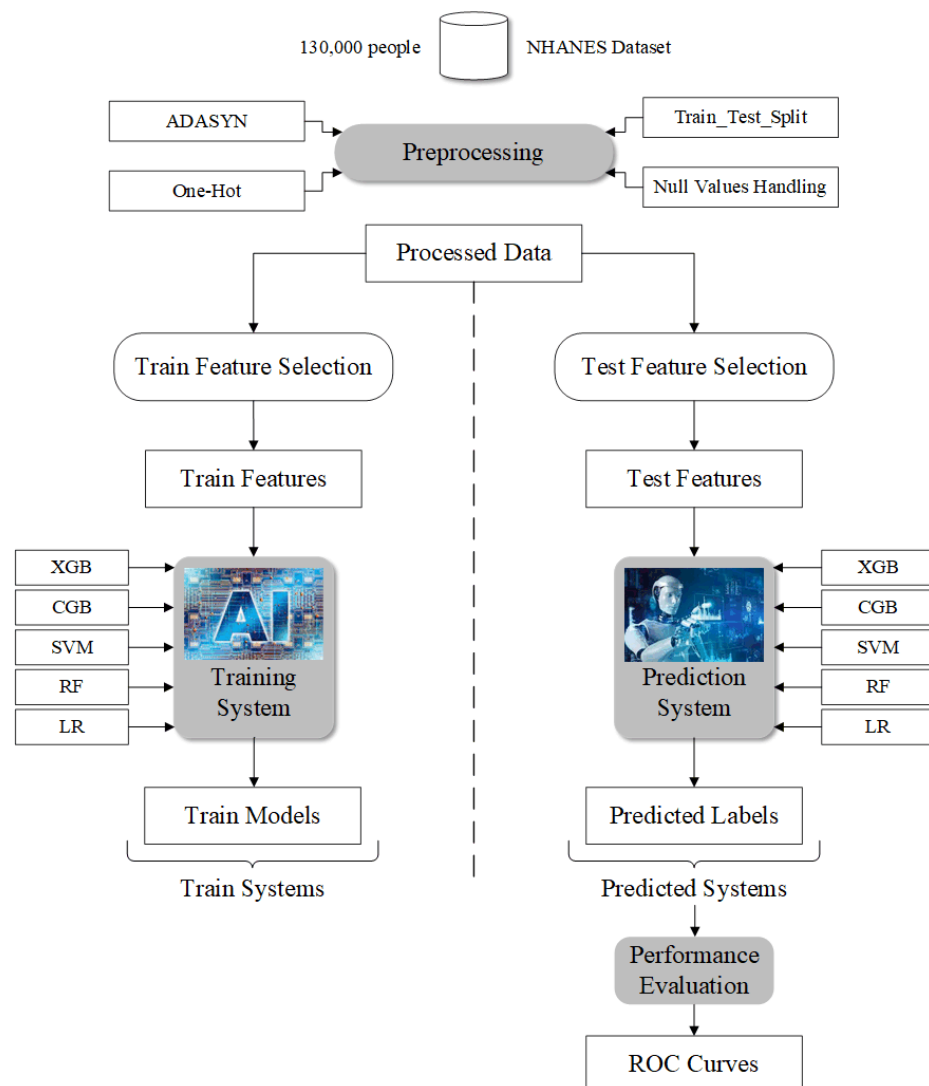 130,000 people
NHANES Dataset
ADASYN
Train_Test_Split
Preprocessing
One-Hot
Null Values Handling
Processed Data
Train Feature Selection
Test Feature Selection
Train Features
Test Features
XGB
CGB
SVM
RF
LR
AI
Training
System
XGB
CGB
SVM
RF
LR
Prediction
System
Train Models
Predicted Labels
Train Systems
Predicted Systems
Performance
Evaluation
ROC Curves